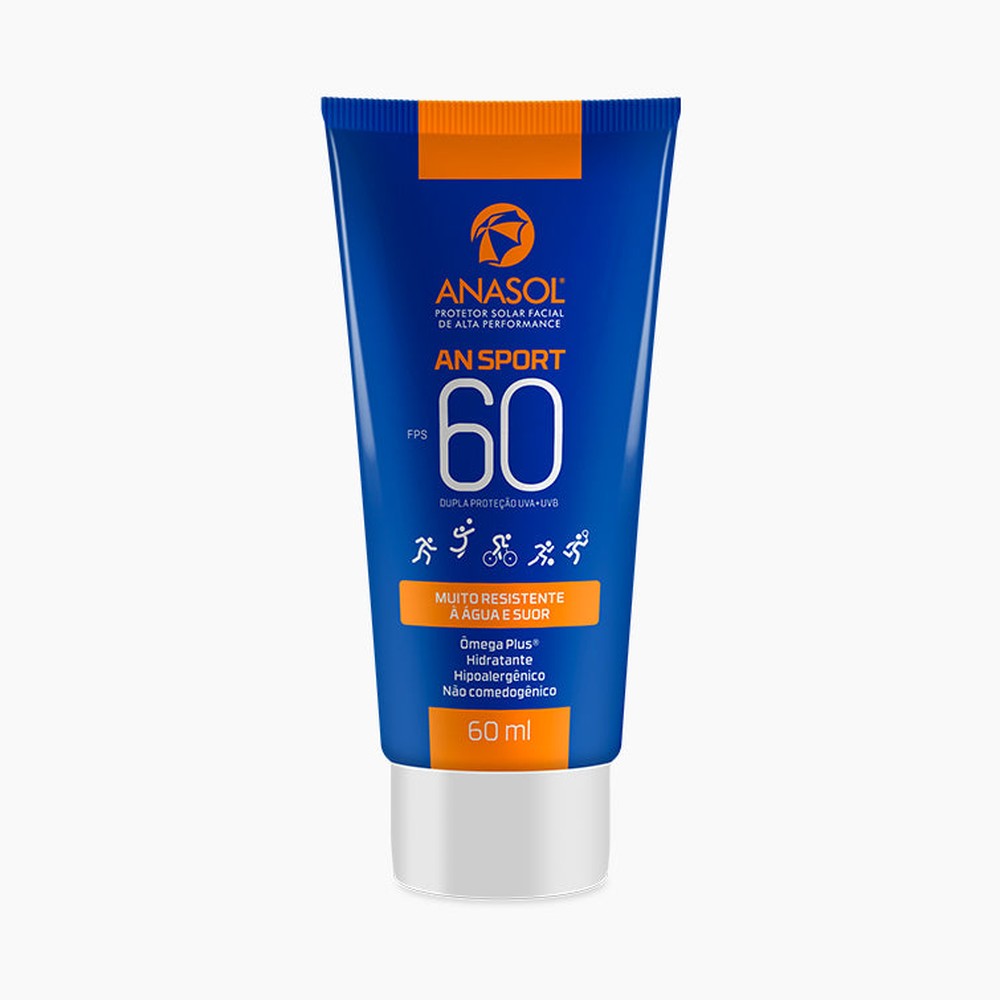 ANASOL®
PROTETOR SOLAR FACIAL
DE ALTA PERFORMANCE
AN SPORT
FPS 60
DUPLA PROTEÇÃO UVA+UVB
MUITO RESISTENTE
À ÁGUA E SUOR
Ômega Plus®
Hidratante
Hipoalergênico
Não comedogênico
60 ml